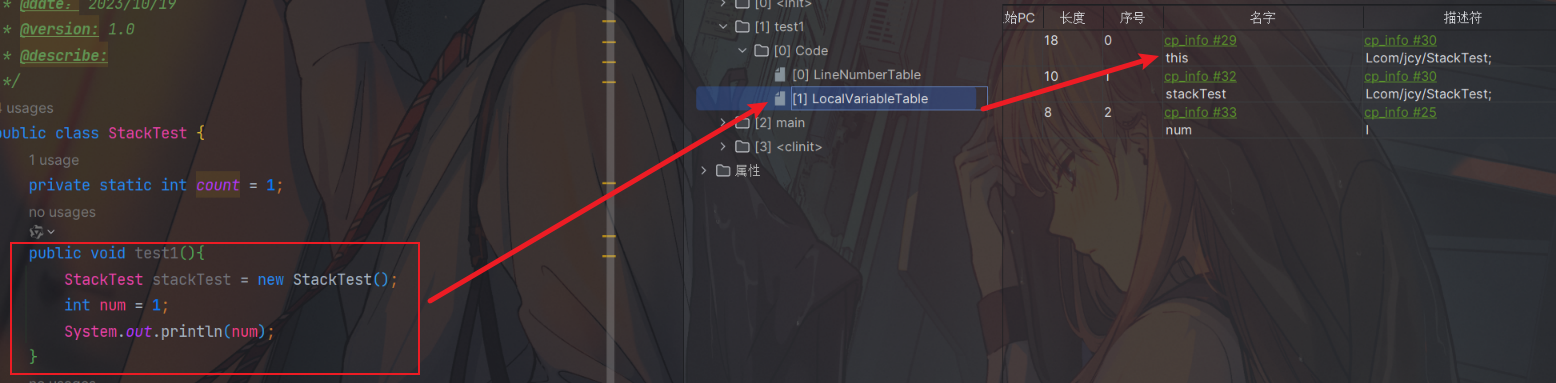 * @date: 2023/10/19
* @version: 1.0
* @describe:
*/
4 usages
public class StackTest {
1 usage
private static int count = 1;
no usages
public void test1(){
StackTest stackTest = new StackTest();
int num = 1;
System.out.println(num);
}
no usages
[0] <init>
[1] test1
[0] Code
[0] LineNumberTable
[1] LocalVariableTable
[2] main
[3] <clinit>
属性
始PC 长度 序号 名字 描述符
18 0 cp_info #29 cp_info #30
this Lcom/jcy/StackTest;
10 1 cp_info #32 cp_info #30
stackTest Lcom/jcy/StackTest;
8 2 cp_info #33 cp_info #25
num I